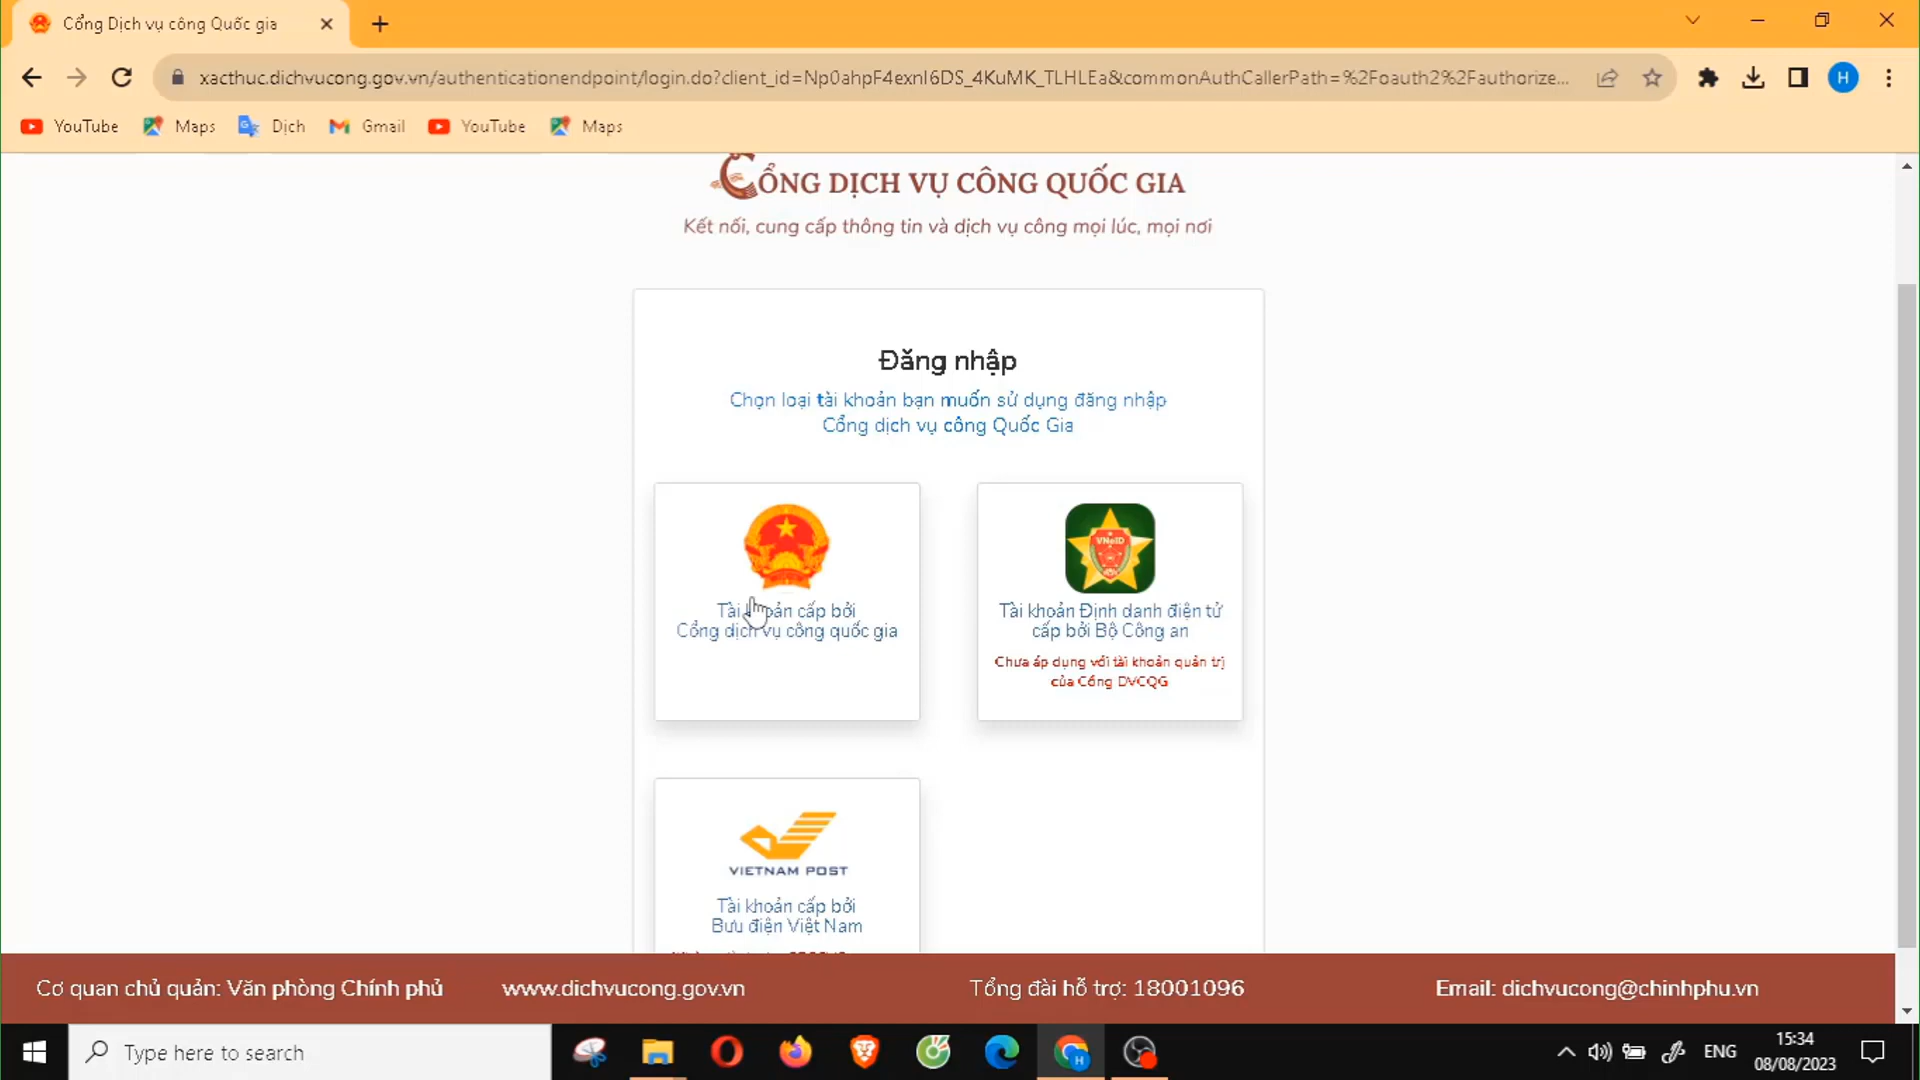 Cổng Dịch vụ công Quốc gia
xacthuc.dichvucong.gov.vn/authenticationendpoint/login.do?client_id=Np0ahpF4exnI6DS_4KuMK_TLHLEa&commonAuthCallerPath=%2Foauth2%2Fauthorize...
H
YouTube Maps Dịch Gmail YouTube Maps
CỔNG DỊCH VỤ CÔNG QUỐC GIA
Kết nối, cung cấp thông tin và dịch vụ công mọi lúc, mọi nơi
Đăng nhập
Chọn loại tài khoản bạn muốn sử dụng đăng nhập
Cổng dịch vụ công Quốc Gia
Tài khoản cấp bởi
Cổng dịch vụ công quốc gia
VNeID
Tài khoản Định danh điện tử
cấp bởi Bộ Công an
Chưa áp dụng với tài khoản quản trị
của Cổng DVCQG
VIETNAM POST
Tài khoản cấp bởi
Bưu điện Việt Nam
Cơ quan chủ quản: Văn phòng Chính phủ www.dichvucong.gov.vn Tổng đài hỗ trợ: 18001096 Email: dichvucong@chinhphu.vn
Type here to search
ENG
15:34
08/08/2023